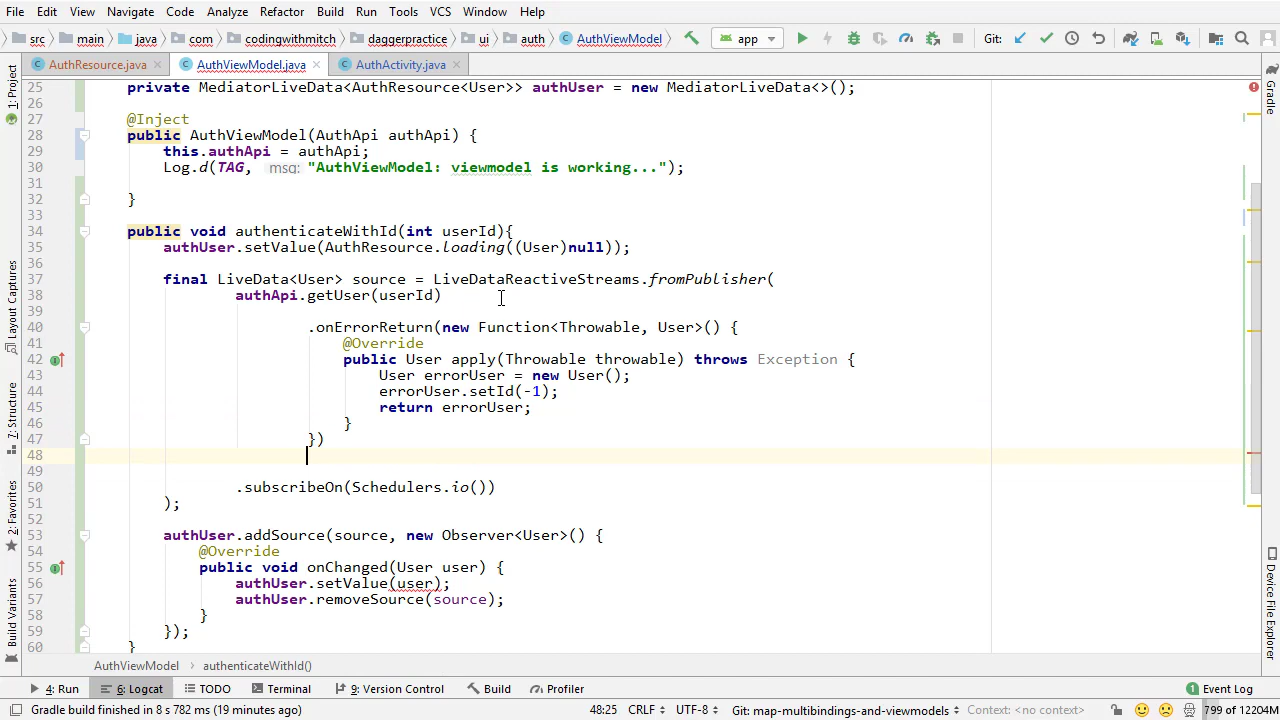 File Edit View Navigate Code Analyze Refactor Build Run Tools VCS Window Help
src main java com codingwithmitch daggerpractice ui auth AuthViewModel app Git:
AuthResource.java AuthViewModel.java AuthActivity.java
25 private MediatorLiveData<AuthResource<User>> authUser = new MediatorLiveData<>();
26
27 @Inject
28 public AuthViewModel(AuthApi authApi) {
29 this.authApi = authApi;
30 Log.d(TAG, msg: "AuthViewModel: viewmodel is working...");
31
32 }
33
34 public void authenticateWithId(int userId){
35 authUser.setValue(AuthResource.loading((User)null));
36
37 final LiveData<User> source = LiveDataReactiveStreams.fromPublisher(
38 authApi.getUser(userId)
39
40 .onErrorReturn(new Function<Throwable, User>() {
41 @Override
42 public User apply(Throwable throwable) throws Exception {
43 User errorUser = new User();
44 errorUser.setId(-1);
45 return errorUser;
46 }
47 })
48
49
50 .subscribeOn(Schedulers.io())
51 );
52
53 authUser.addSource(source, new Observer<User>() {
54 @Override
55 public void onChanged(User user) {
56 authUser.setValue(user);
57 authUser.removeSource(source);
58 }
59 });
60 }
AuthViewModel › authenticateWithId()
1: Project
Layout Captures
7: Structure
2: Favorites
Build Variants
Gradle
Device File Explorer
4: Run 6: Logcat TODO Terminal 9: Version Control Build Profiler 1 Event Log
Gradle build finished in 8 s 782 ms (19 minutes ago) 48:25 CRLF UTF-8 Git: map-multibindings-and-viewmodels Context: <no context> 799 of 12204M